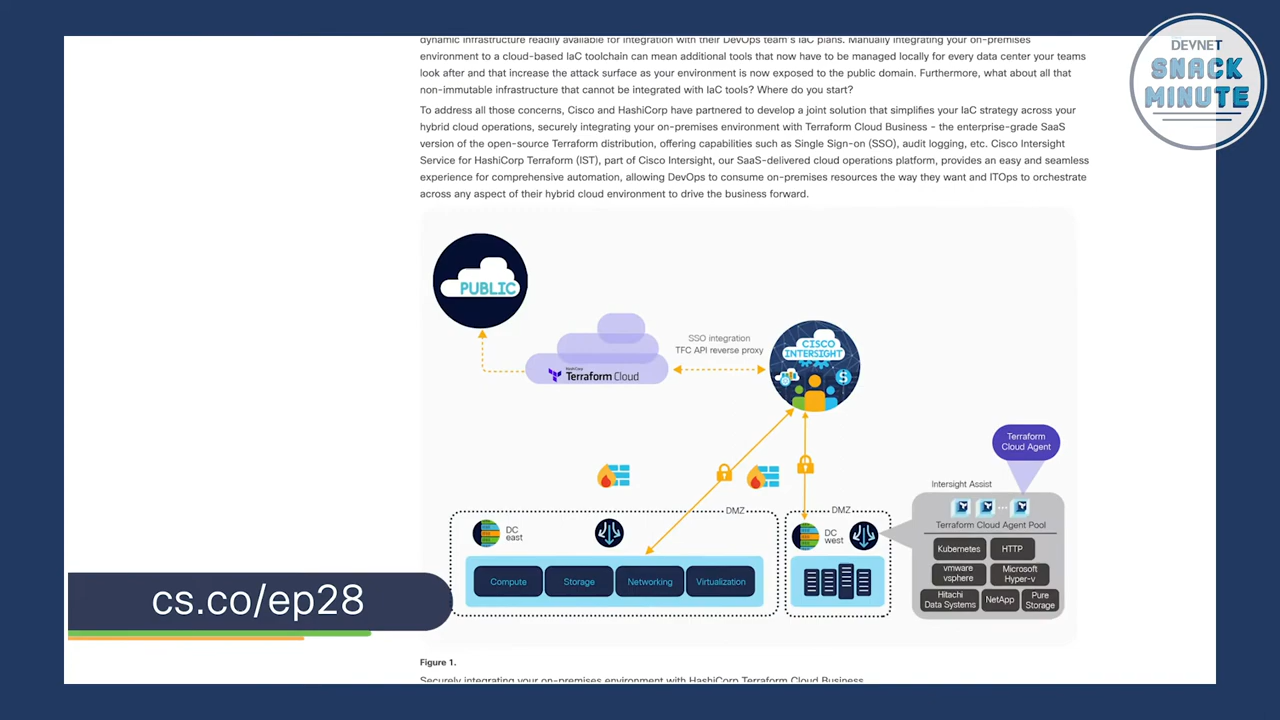 DEVNET
SNACK
MINUTE
dynamic infrastructure readily available for integration with their DevOps team's IaC plans. Manually integrating your on-premises
environment to a cloud-based IaC toolchain can mean additional tools that now have to be managed locally for every data center your teams
look after and that increase the attack surface as your environment is now exposed to the public domain. Furthermore, what about all that
non-immutable infrastructure that cannot be integrated with IaC tools? Where do you start?
To address all those concerns, Cisco and HashiCorp have partnered to develop a joint solution that simplifies your IaC strategy across your
hybrid cloud operations, securely integrating your on-premises environment with Terraform Cloud Business - the enterprise-grade SaaS
version of the open-source Terraform distribution, offering capabilities such as Single Sign-on (SSO), audit logging, etc. Cisco Intersight
Service for HashiCorp Terraform (IST), part of Cisco Intersight, our SaaS-delivered cloud operations platform, provides an easy and seamless
experience for comprehensive automation, allowing DevOps to consume on-premises resources the way they want and ITOps to orchestrate
across any aspect of their hybrid cloud environment to drive the business forward.
PUBLIC
HashiCorp
Terraform Cloud
SSO integration
TFC API reverse proxy
CISCO
INTERSIGHT
$
Terraform
Cloud Agent
Intersight Assist
Terraform Cloud Agent Pool
Kubernetes
HTTP
vmware
vsphere
Microsoft
Hyper-v
Hitachi
Data Systems
NetApp
Pure
Storage
DMZ
DC
east
Compute
Storage
Networking
Virtualization
DMZ
DC
west
cs.co/ep28
Figure 1.
Securely integrating your on-premises environment with HashiCorp Terraform Cloud Business